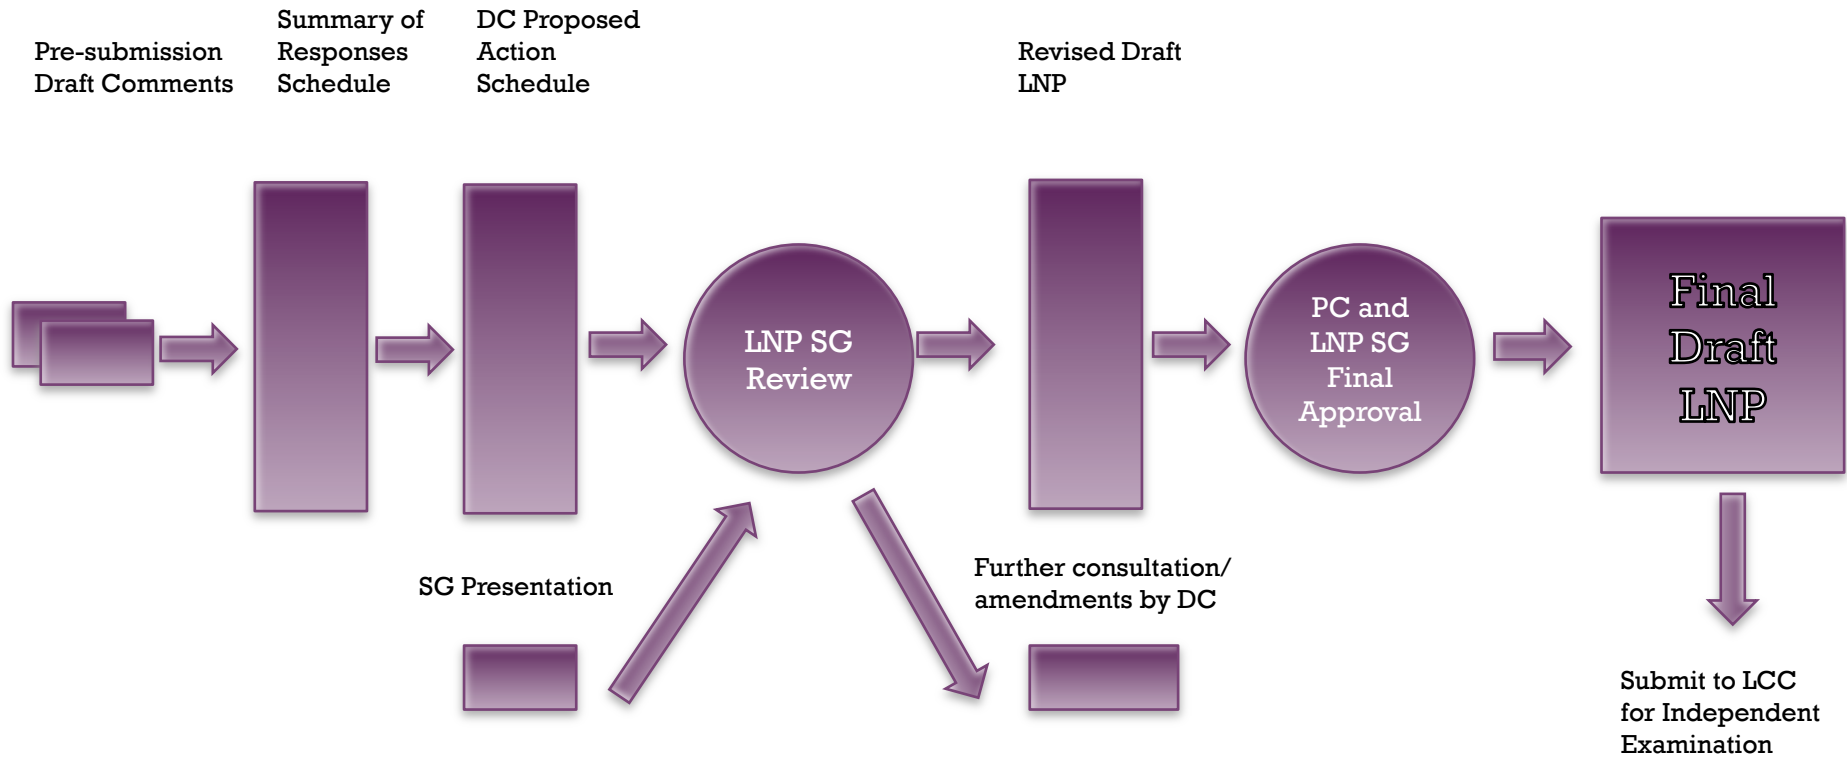 Pre-submission
Draft Comments
Summary of
Responses
Schedule
DC Proposed
Action
Schedule
Revised Draft
LNP
LNP SG
Review
PC and
LNP SG
Final
Approval
Final
Draft
LNP
SG Presentation
Further consultation/
amendments by DC
Submit to LCC
for Independent
Examination